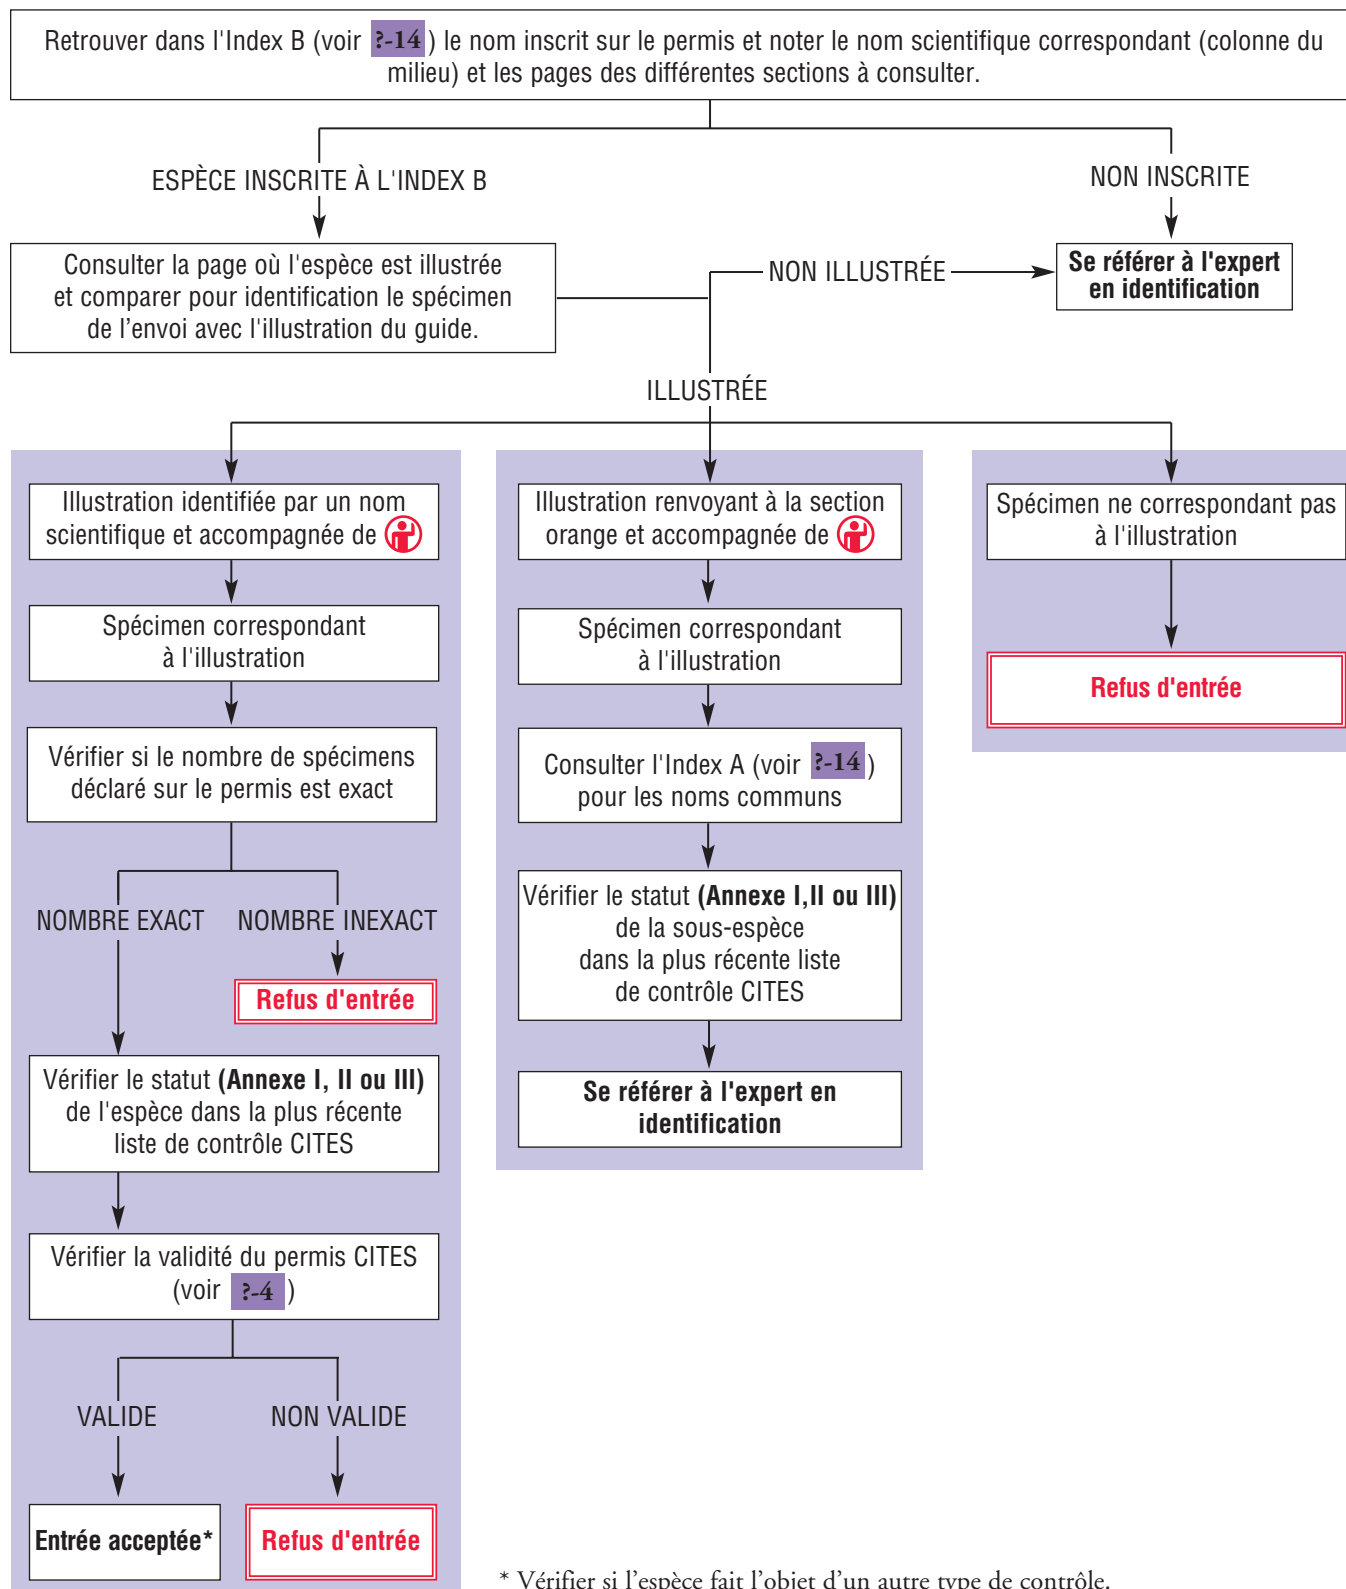 Retrouver dans l'Index B (voir ?-14) le nom inscrit sur le permis et noter le nom scientifique correspondant (colonne du
milieu) et les pages des différentes sections à consulter.
ESPÈCE INSCRITE À L'INDEX B
NON INSCRITE
Consulter la page où l'espèce est illustrée
et comparer pour identification le spécimen
de l'envoi avec l'illustration du guide.
NON ILLUSTRÉE
Se référer à l'expert
en identification
ILLUSTRÉE
Illustration identifiée par un nom
scientifique et accompagnée de
Spécimen correspondant
à l'illustration
Vérifier si le nombre de spécimens
déclaré sur le permis est exact
NOMBRE EXACT
NOMBRE INEXACT
Refus d'entrée
Vérifier le statut (Annexe I, II ou III)
de l'espèce dans la plus récente
liste de contrôle CITES
Vérifier la validité du permis CITES
(voir ?-4)
VALIDE
NON VALIDE
Entrée acceptée*
Refus d'entrée
Illustration renvoyant à la section
orange et accompagnée de
Spécimen correspondant
à l'illustration
Consulter l'Index A (voir ?-14)
pour les noms communs
Vérifier le statut (Annexe I,II ou III)
de la sous-espèce
dans la plus récente liste
de contrôle CITES
Se référer à l'expert en
identification
Spécimen ne correspondant pas
à l'illustration
Refus d'entrée
* Vérifier si l'espèce fait l'objet d'un autre type de contrôle.